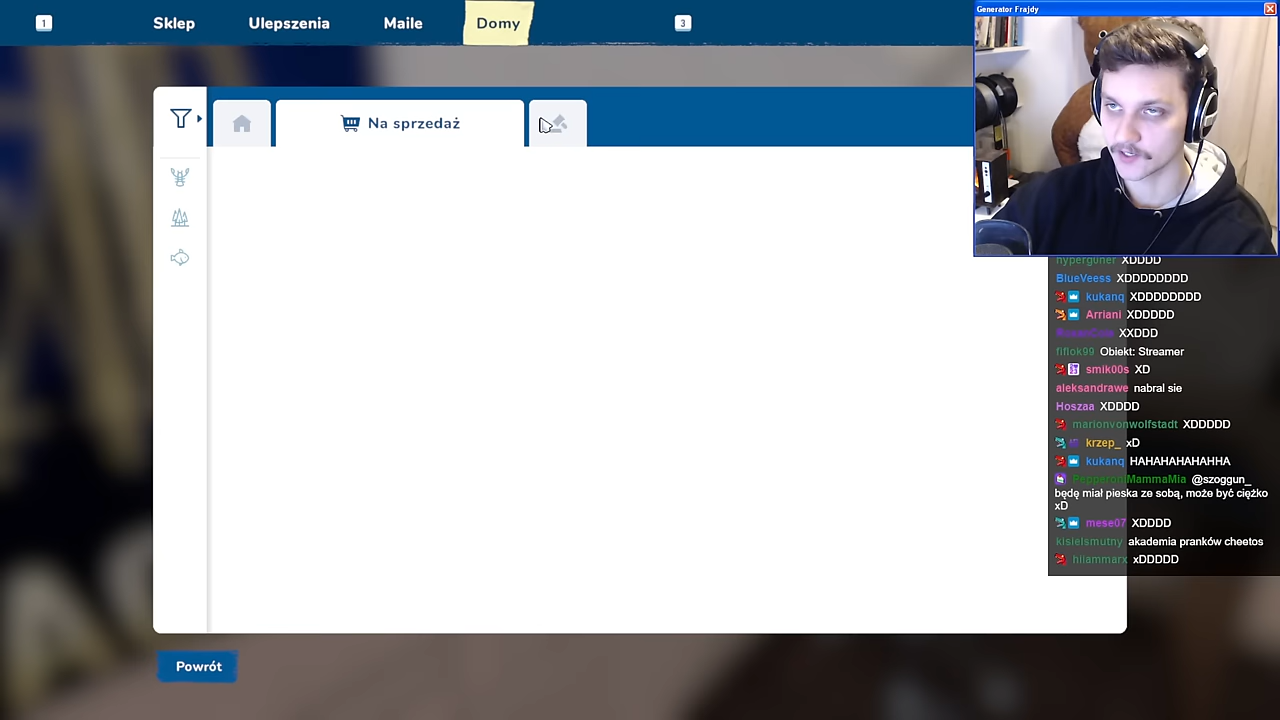 1
Sklep
Ulepszenia
Maile
Domy
3
Generator Frajdy
Na sprzedaż
hyperguner XDDDD
BlueVeess XDDDDDDDD
kukanq XDDDDDDDD
Arriani XDDDDD
XXDDD
fiflok99 Obiekt: Streamer
smik00s XD
aleksandrawe nabral sie
Hoszaa XDDDD
marionvonwolfstadt XDDDDD
krzep_ xD
kukanq HAHAHAHAHAHHA
PepperoniMammaMia @szoggun_
będę miał pieska ze sobą, może być ciężko
xD
mese07 XDDDD
kisielsmutny akademia pranków cheetos
hilammarx xDDDDD
Powrót